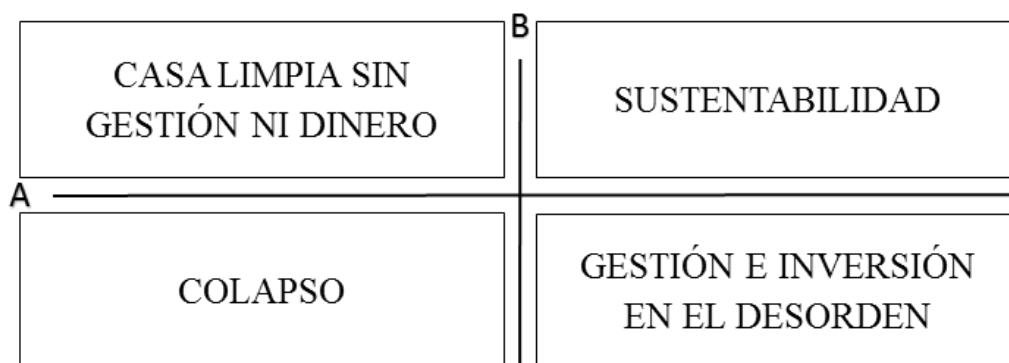 B
CASA LIMPIA SIN
GESTIÓN NI DINERO
SUSTENTABILIDAD
A
COLAPSO
GESTIÓN E INVERSIÓN
EN EL DESORDEN